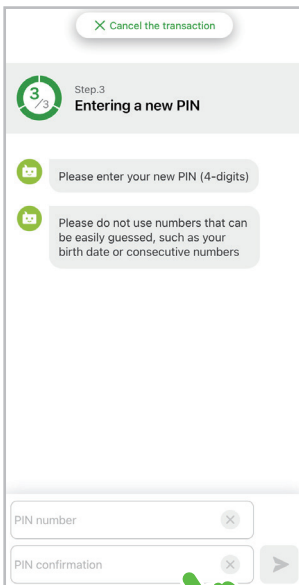 Cancel the transaction
3/3
Step.3
Entering a new PIN
Please enter your new PIN (4-digits)
Please do not use numbers that can
be easily guessed, such as your
birth date or consecutive numbers
PIN number
PIN confirmation